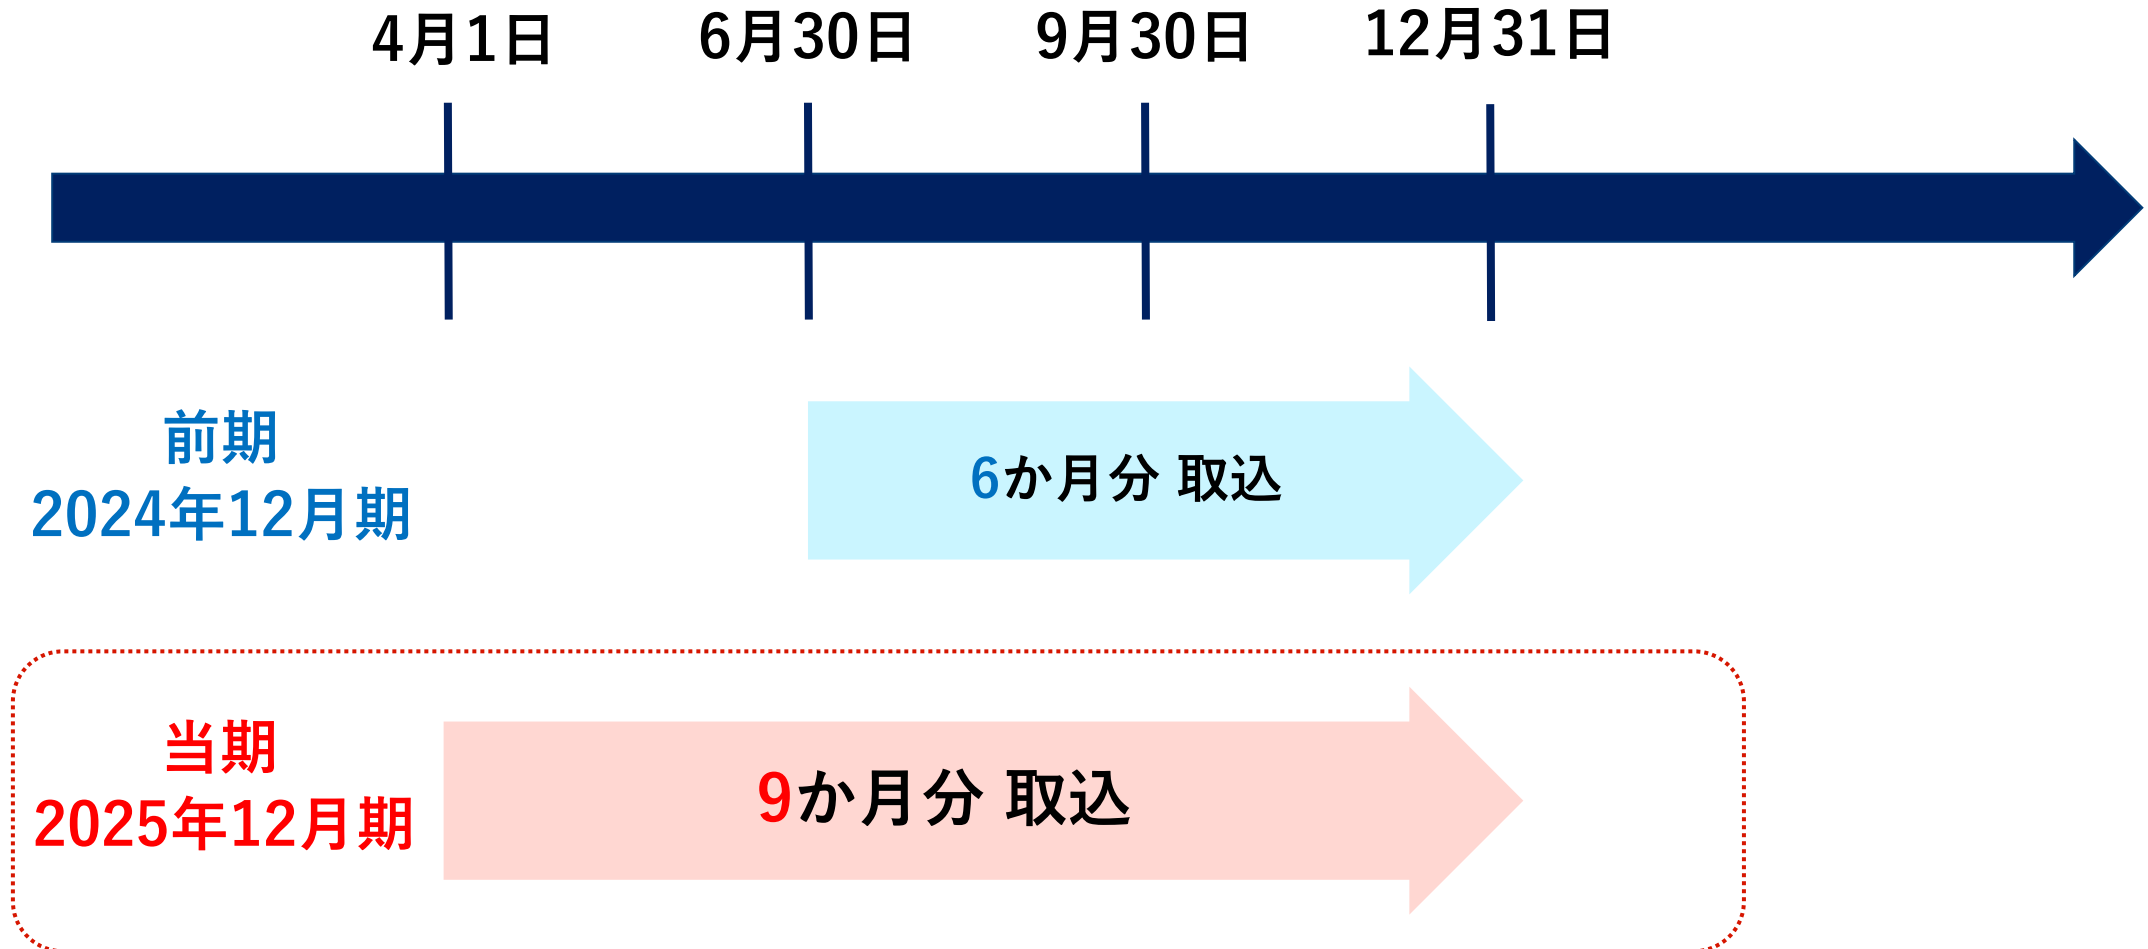 4月1日
6月30日
9月30日
12月31日
前期
2024年12月期
6か月分 取込
当期
2025年12月期
9か月分 取込